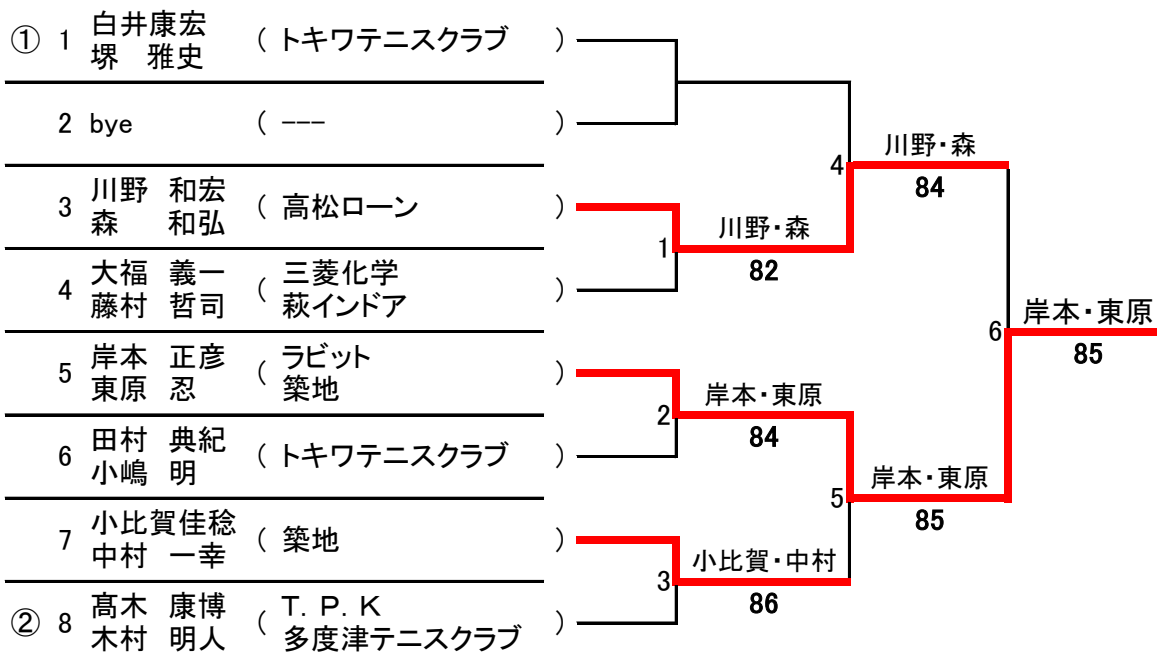 ① 1 白井康宏 堺 雅史 ( トキワテニスクラブ )
2 bye ( --- )
3 川野 和宏 森 和弘 ( 高松ローン )
4 大福 義一 藤村 哲司 ( 三菱化学 萩インドア )
5 岸本 正彦 東原 忍 ( ラビット 築地 )
6 田村 典紀 小嶋 明 ( トキワテニスクラブ )
7 小比賀佳稔 中村 一幸 ( 築地 )
② 8 髙木 康博 木村 明人 ( T. P. K 多度津テニスクラブ )
1 川野・森
82
2 岸本・東原
84
3 小比賀・中村
86
4 川野・森
84
5 岸本・東原
85
6 岸本・東原
85